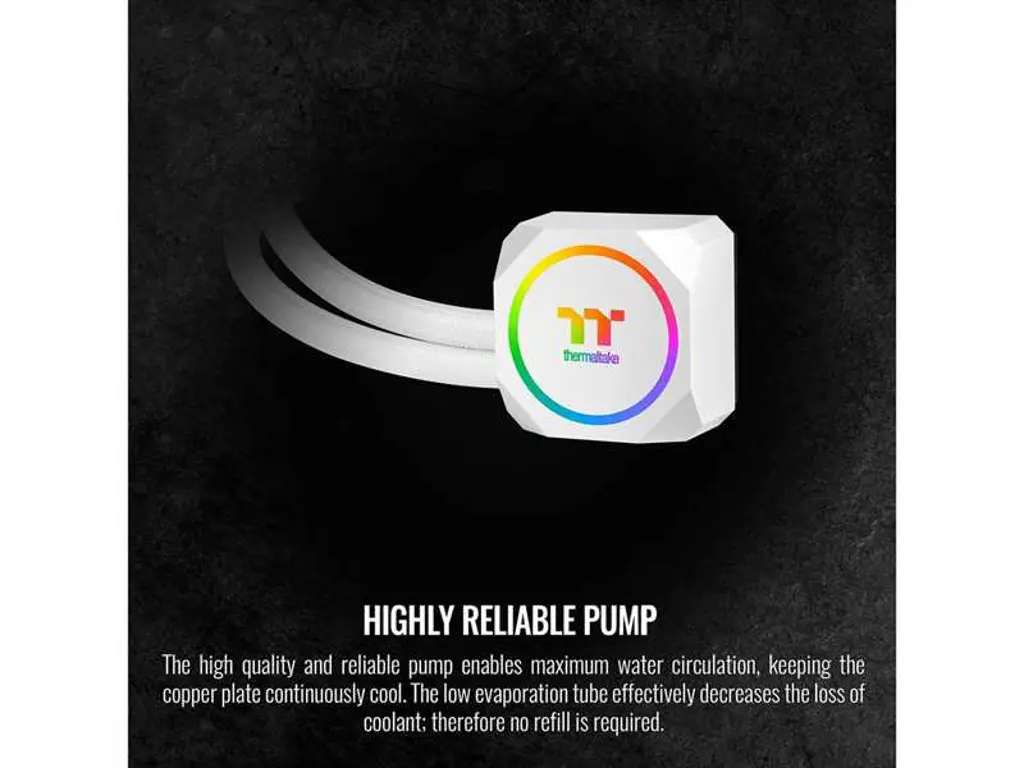 thermaltake
HIGHLY RELIABLE PUMP
The high quality and reliable pump enables maximum water circulation, keeping the
copper plate continuously cool. The low evaporation tube effectively decreases the loss of
coolant; therefore no refill is required.